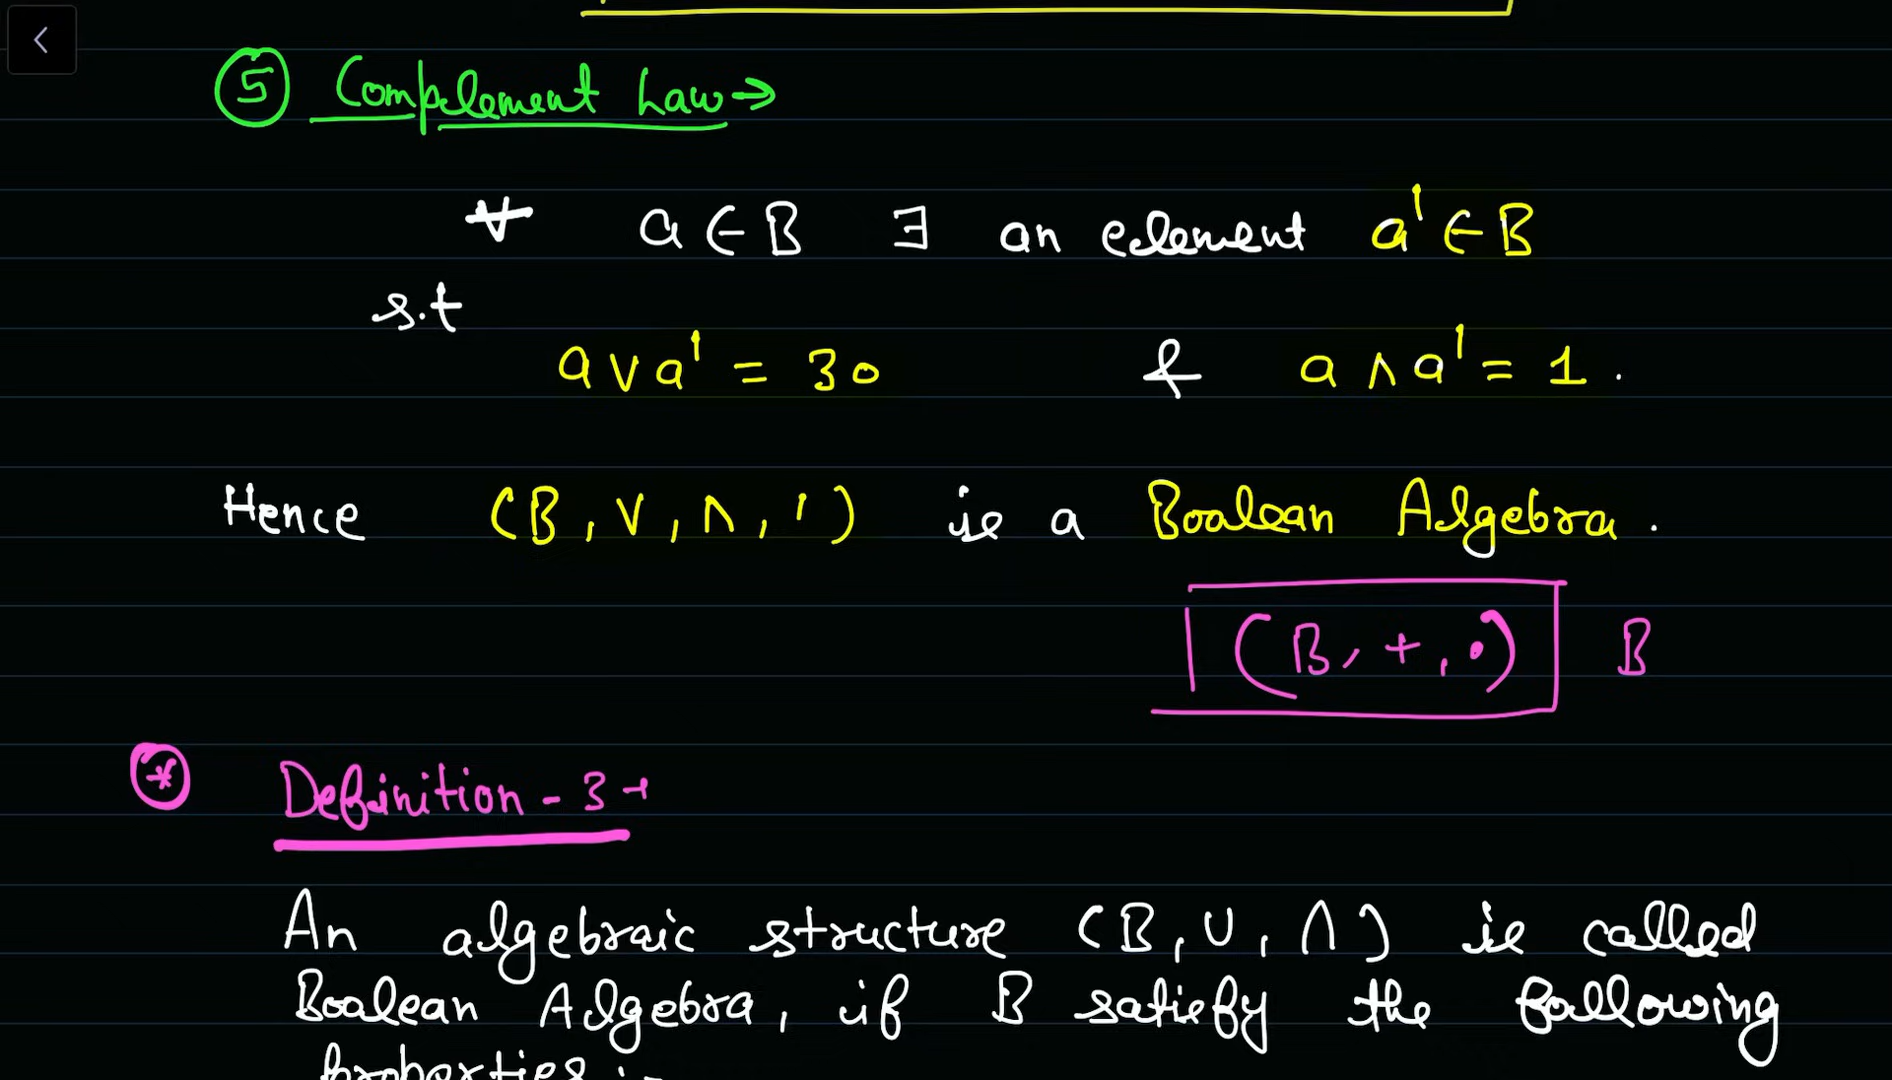 ⑤ Complement Law →
∀ a ∈ B ∃ an element a' ∈ B
s.t
a ∨ a' = 30 & a ∧ a' = 1 .
Hence (B, ∨, ∧, ') is a Boolean Algebra .
(B, +, •) B
* Definition - 3 →
An algebraic structure (B, ∪, ∩) is called
Boolean Algebra, if B satisfy the following
properties :-